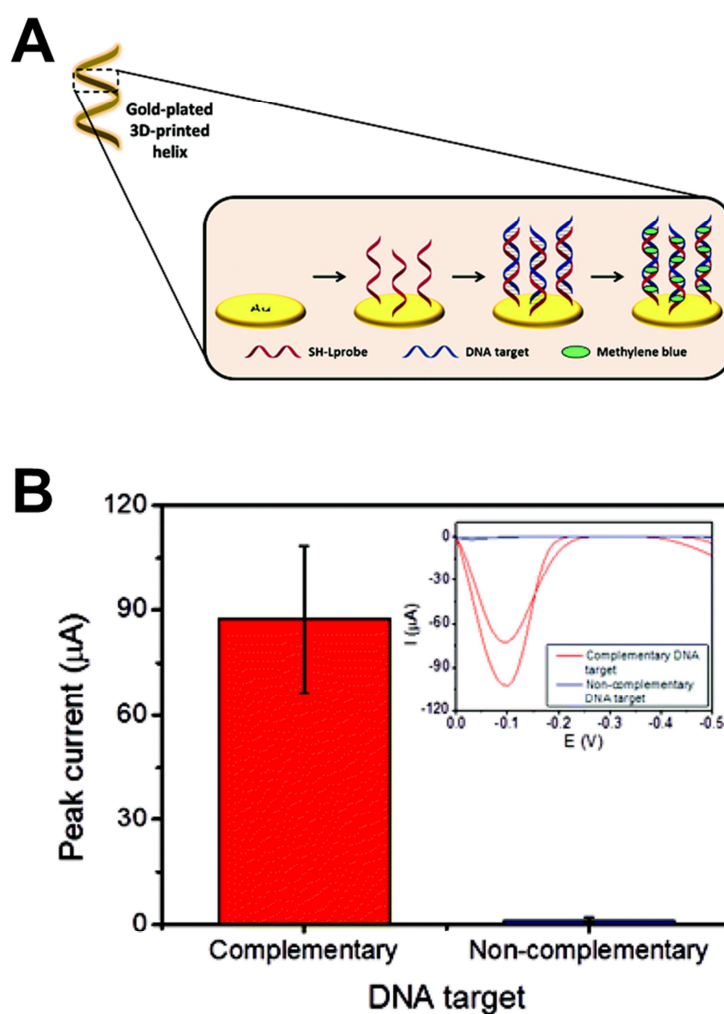 A
Gold-plated
3D-printed
helix
Au
SH-Lprobe
DNA target
Methylene blue
B
120
90
60
30
0
Peak current (μA)
Complementary
Non-complementary
DNA target
0
-30
-60
-90
-120
I (μA)
Complementary DNA
target
Non-complementary
DNA target
0.0 -0.1 -0.2 -0.3 -0.4 -0.5
E (V)